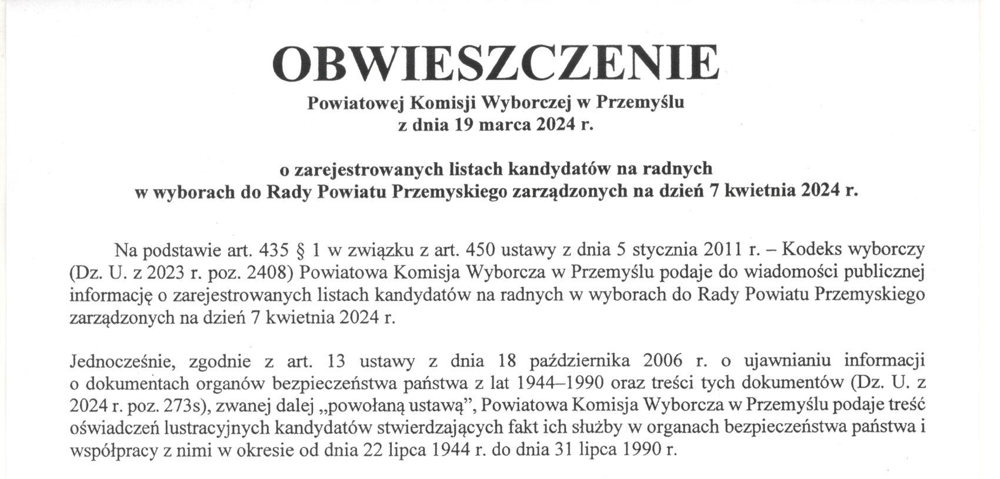 OBWIESZCZENIE
Powiatowej Komisji Wyborczej w Przemyślu
z dnia 19 marca 2024 r.
o zarejestrowanych listach kandydatów na radnych
w wyborach do Rady Powiatu Przemyskiego zarządzonych na dzień 7 kwietnia 2024 r.
Na podstawie art. 435 § 1 w związku z art. 450 ustawy z dnia 5 stycznia 2011 r. – Kodeks wyborczy
(Dz. U. z 2023 r. poz. 2408) Powiatowa Komisja Wyborcza w Przemyślu podaje do wiadomości publicznej
informację o zarejestrowanych listach kandydatów na radnych w wyborach do Rady Powiatu Przemyskiego
zarządzonych na dzień 7 kwietnia 2024 r.
Jednocześnie, zgodnie z art. 13 ustawy z dnia 18 października 2006 r. o ujawnianiu informacji
o dokumentach organów bezpieczeństwa państwa z lat 1944–1990 oraz treści tych dokumentów (Dz. U. z
2024 r. poz. 273s), zwanej dalej „powołaną ustawą”, Powiatowa Komisja Wyborcza w Przemyślu podaje treść
oświadczeń lustracyjnych kandydatów stwierdzających fakt ich służby w organach bezpieczeństwa państwa i
współpracy z nimi w okresie od dnia 22 lipca 1944 r. do dnia 31 lipca 1990 r.